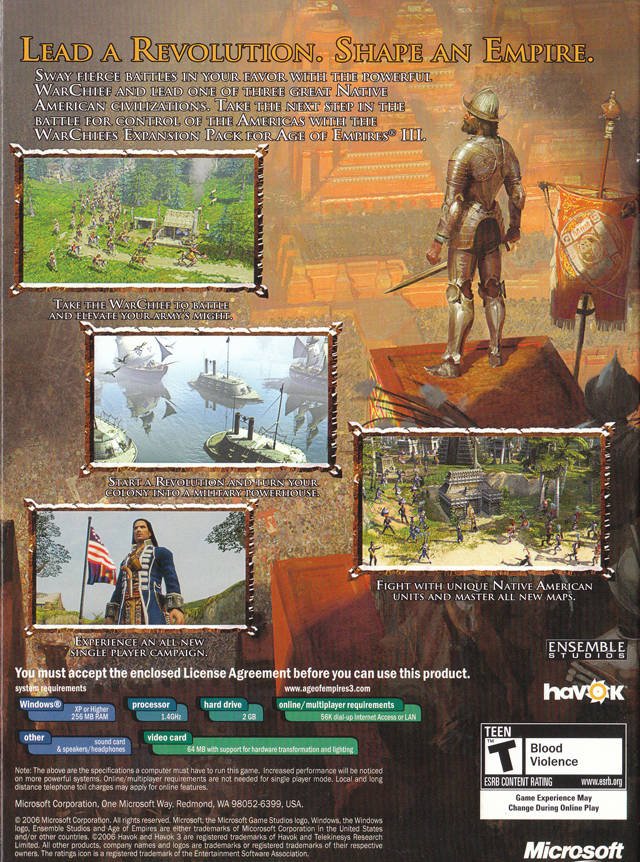 LEAD A REVOLUTION. SHAPE AN EMPIRE.
SWAY FIERCE BATTLES IN YOUR FAVOR WITH THE POWERFUL
WARCHIEF AND LEAD ONE OF THREE GREAT NATIVE
AMERICAN CIVILIZATIONS. TAKE THE NEXT STEP IN THE
BATTLE FOR CONTROL OF THE AMERICAS WITH THE
WARCHIEFS EXPANSION PACK FOR AGE OF EMPIRES® III.
TAKE THE WARCHIEF TO BATTLE
AND ELEVATE YOUR ARMY'S MIGHT.
START A REVOLUTION AND TURN YOUR
COLONY INTO A MILITARY POWERHOUSE.
FIGHT WITH UNIQUE NATIVE AMERICAN
UNITS AND MASTER ALL NEW MAPS.
EXPERIENCE AN ALL-NEW
SINGLE PLAYER CAMPAIGN.
ENSEMBLE
STUDIOS
havok
You must accept the enclosed License Agreement before you can use this product.
system requirements
www.ageofempires3.com
Windows®
XP or Higher
256 MB RAM
processor
1.4GHz
hard drive
2 GB
online/multiplayer requirements
56K dial-up Internet Access or LAN
other
sound card
& speakers/headphones
video card
64 MB with support for hardware transformation and lighting
Note: The above are the specifications a computer must have to run this game. Increased performance will be noticed
on more powerful systems. Online/multiplayer requirements are not needed for single player mode. Local and long
distance telephone toll charges may apply for online features.
Microsoft Corporation, One Microsoft Way, Redmond, WA 98052-6399, USA.
© 2006 Microsoft Corporation. All rights reserved. Microsoft, the Microsoft Game Studios logo, Windows, the Windows
logo, Ensemble Studios and Age of Empires are either trademarks of Micorosoft Corporation in the United States
and/or other countries. ©2006 Havok and Havok 3 are registered trademarks of Havok and Telekinesys Research
Limited. All other products, company names and logos are trademarks or registered trademarks of their respective
owners. The ratings icon is a registered trademark of the Entertainment Software Association.
TEEN
T
TM
Blood
Violence
ESRB CONTENT RATING
www.esrb.org
Game Experience May
Change During Online Play
Microsoft